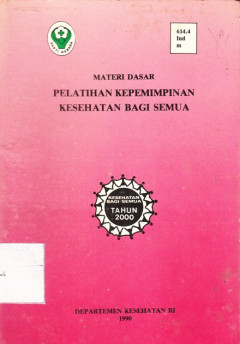 614.4
Ind
m
MATERI DASAR
PELATIHAN KEPEMIMPINAN
KESEHATAN BAGI SEMUA
KESEHATAN
BAGI SEMUA
TAHUN
2000
DEPARTEMEN KESEHATAN RI
1990